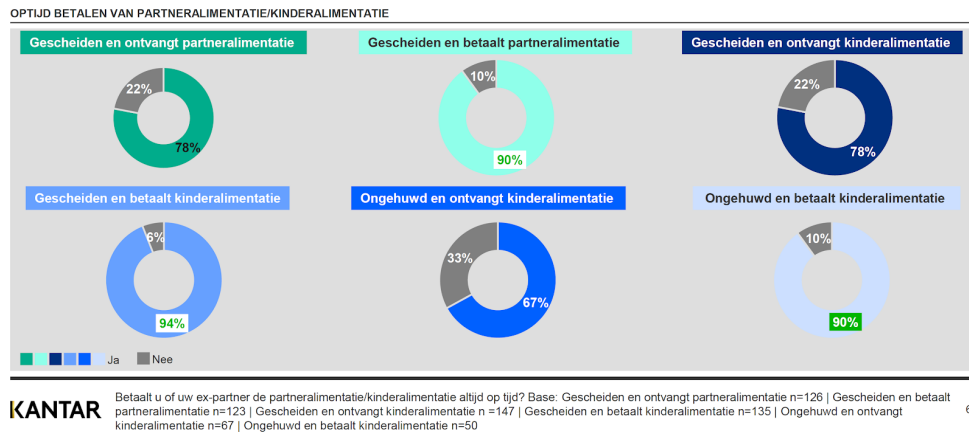 OPTIJD BETALEN VAN PARTNERALIMENTATIE/KINDERALIMENTATIE
Gescheiden en ontvangt partneralimentatie
Gescheiden en betaalt partneralimentatie
Gescheiden en ontvangt kinderalimentatie
22%
78%
10%
90%
22%
78%
Gescheiden en betaalt kinderalimentatie
Ongehuwd en ontvangt kinderalimentatie
Ongehuwd en betaalt kinderalimentatie
6%
94%
33%
67%
10%
90%
Ja
Nee
KANTAR
Betaalt u of uw ex-partner de partneralimentatie/kinderalimentatie altijd op tijd? Base: Gescheiden en ontvangt partneralimentatie n=126 | Gescheiden en betaalt
partneralimentatie n=123 | Gescheiden en ontvangt kinderalimentatie n =147 | Gescheiden en betaalt kinderalimentatie n=135 | Ongehuwd en ontvangt
kinderalimentatie n=67 | Ongehuwd en betaalt kinderalimentatie n=50